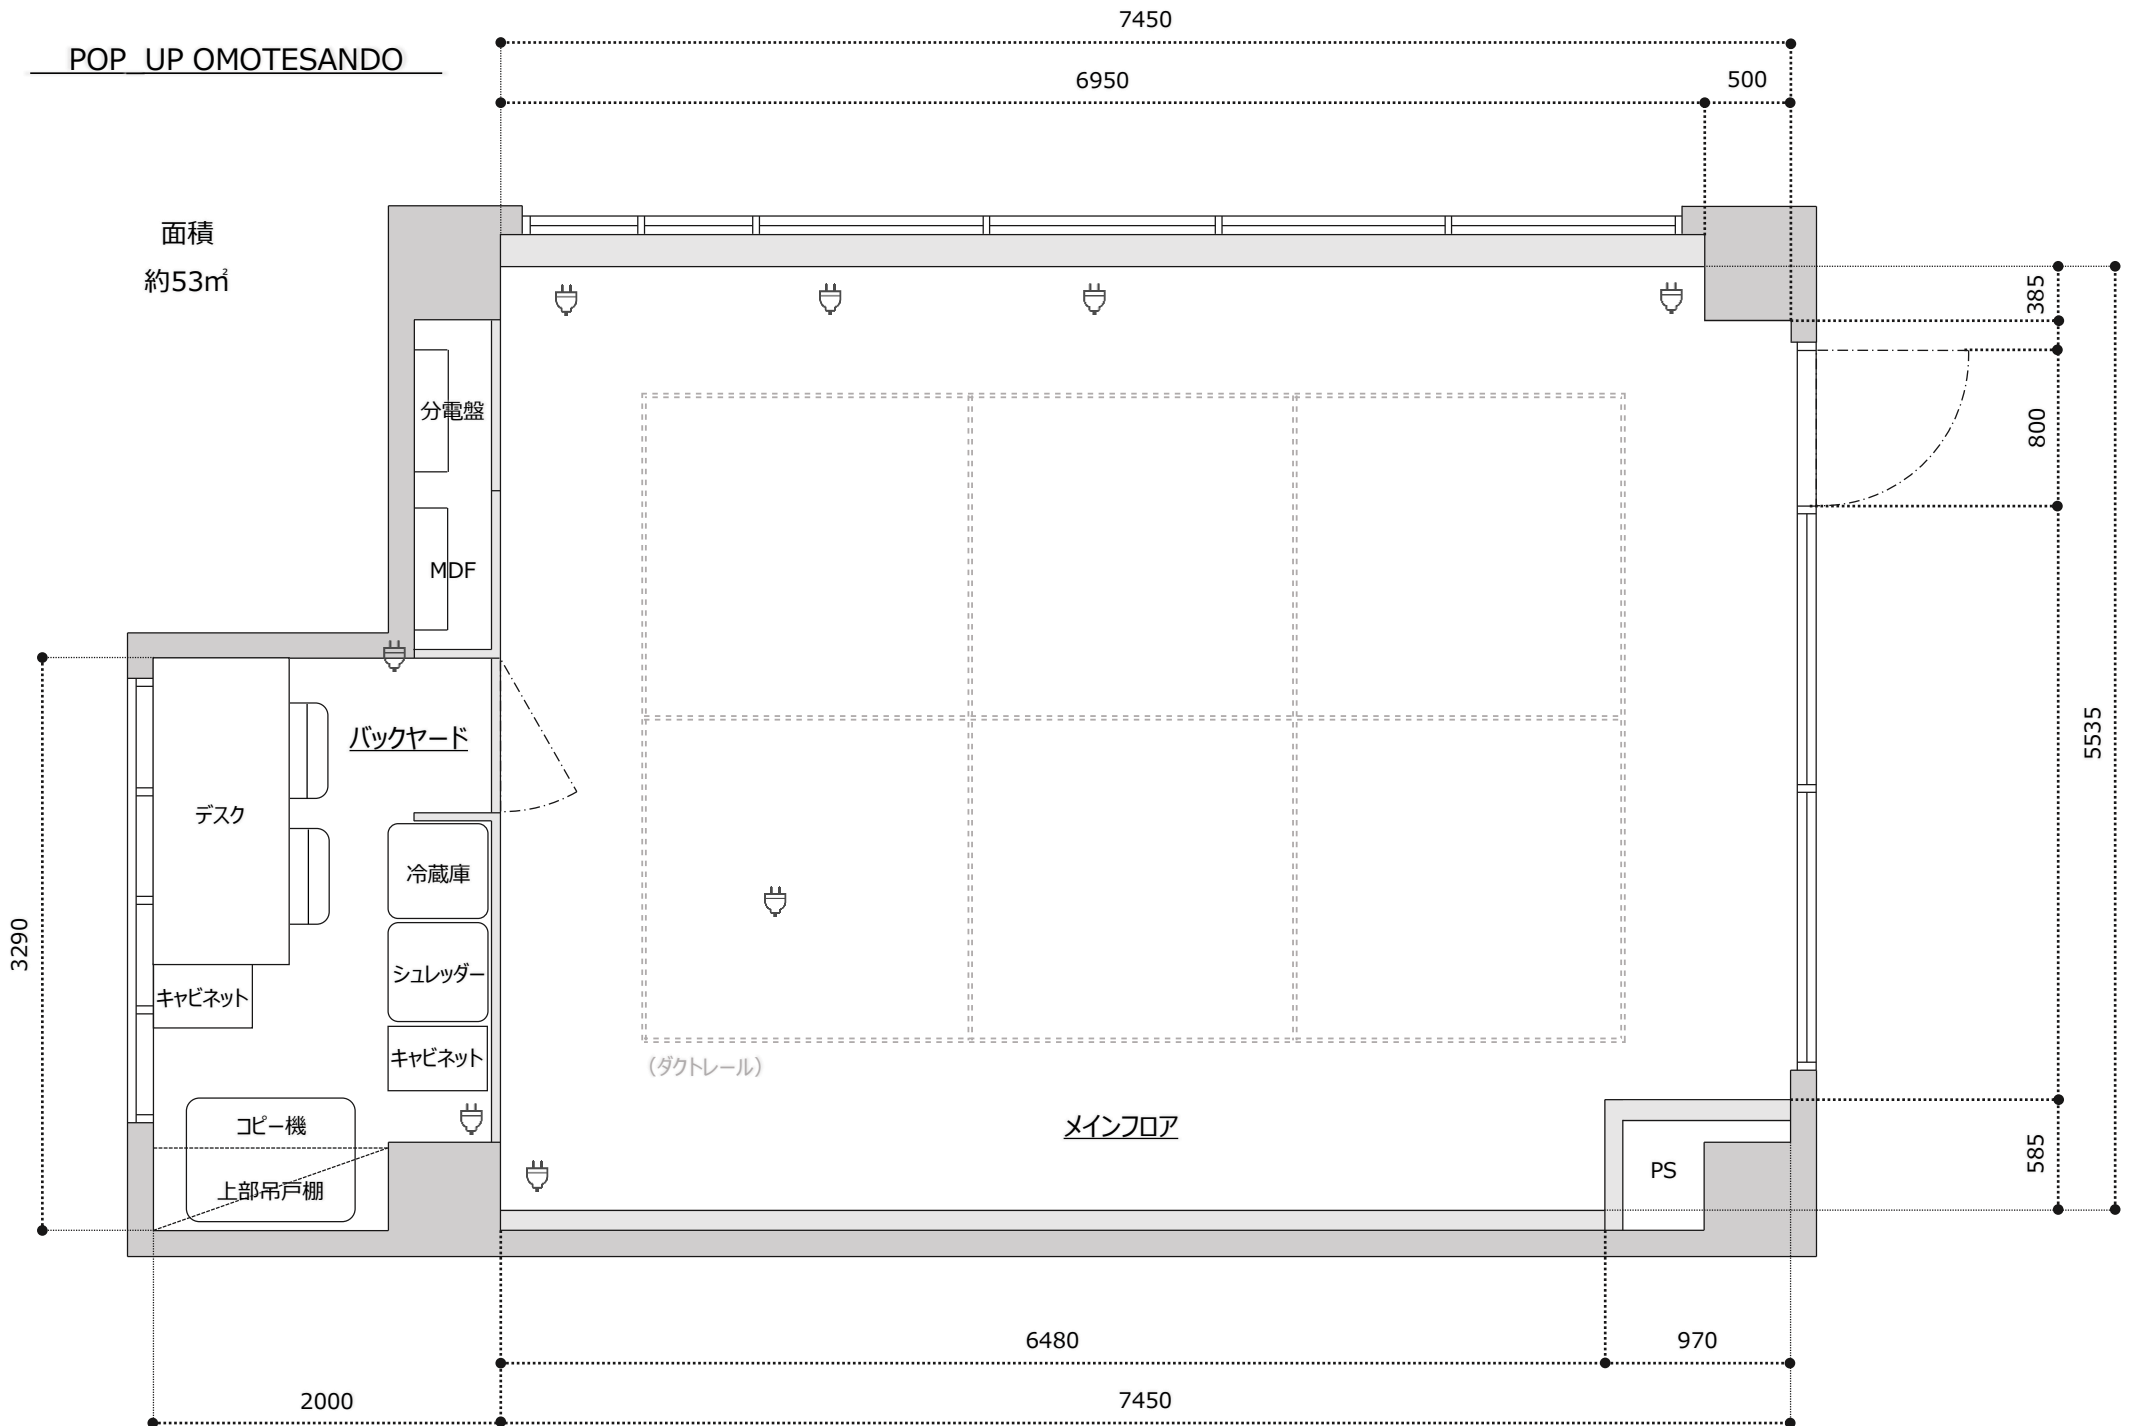 7450
POP_UP OMOTESANDO
6950
500
面積
約53㎡
385
分電盤
800
MDF
バックヤード
5535
デスク
冷蔵庫
3290
シュレッダー
キャビネット
キャビネット
（ダクトレール）
コピー機
メインフロア
585
PS
上部吊戸棚
6480
970
2000
7450